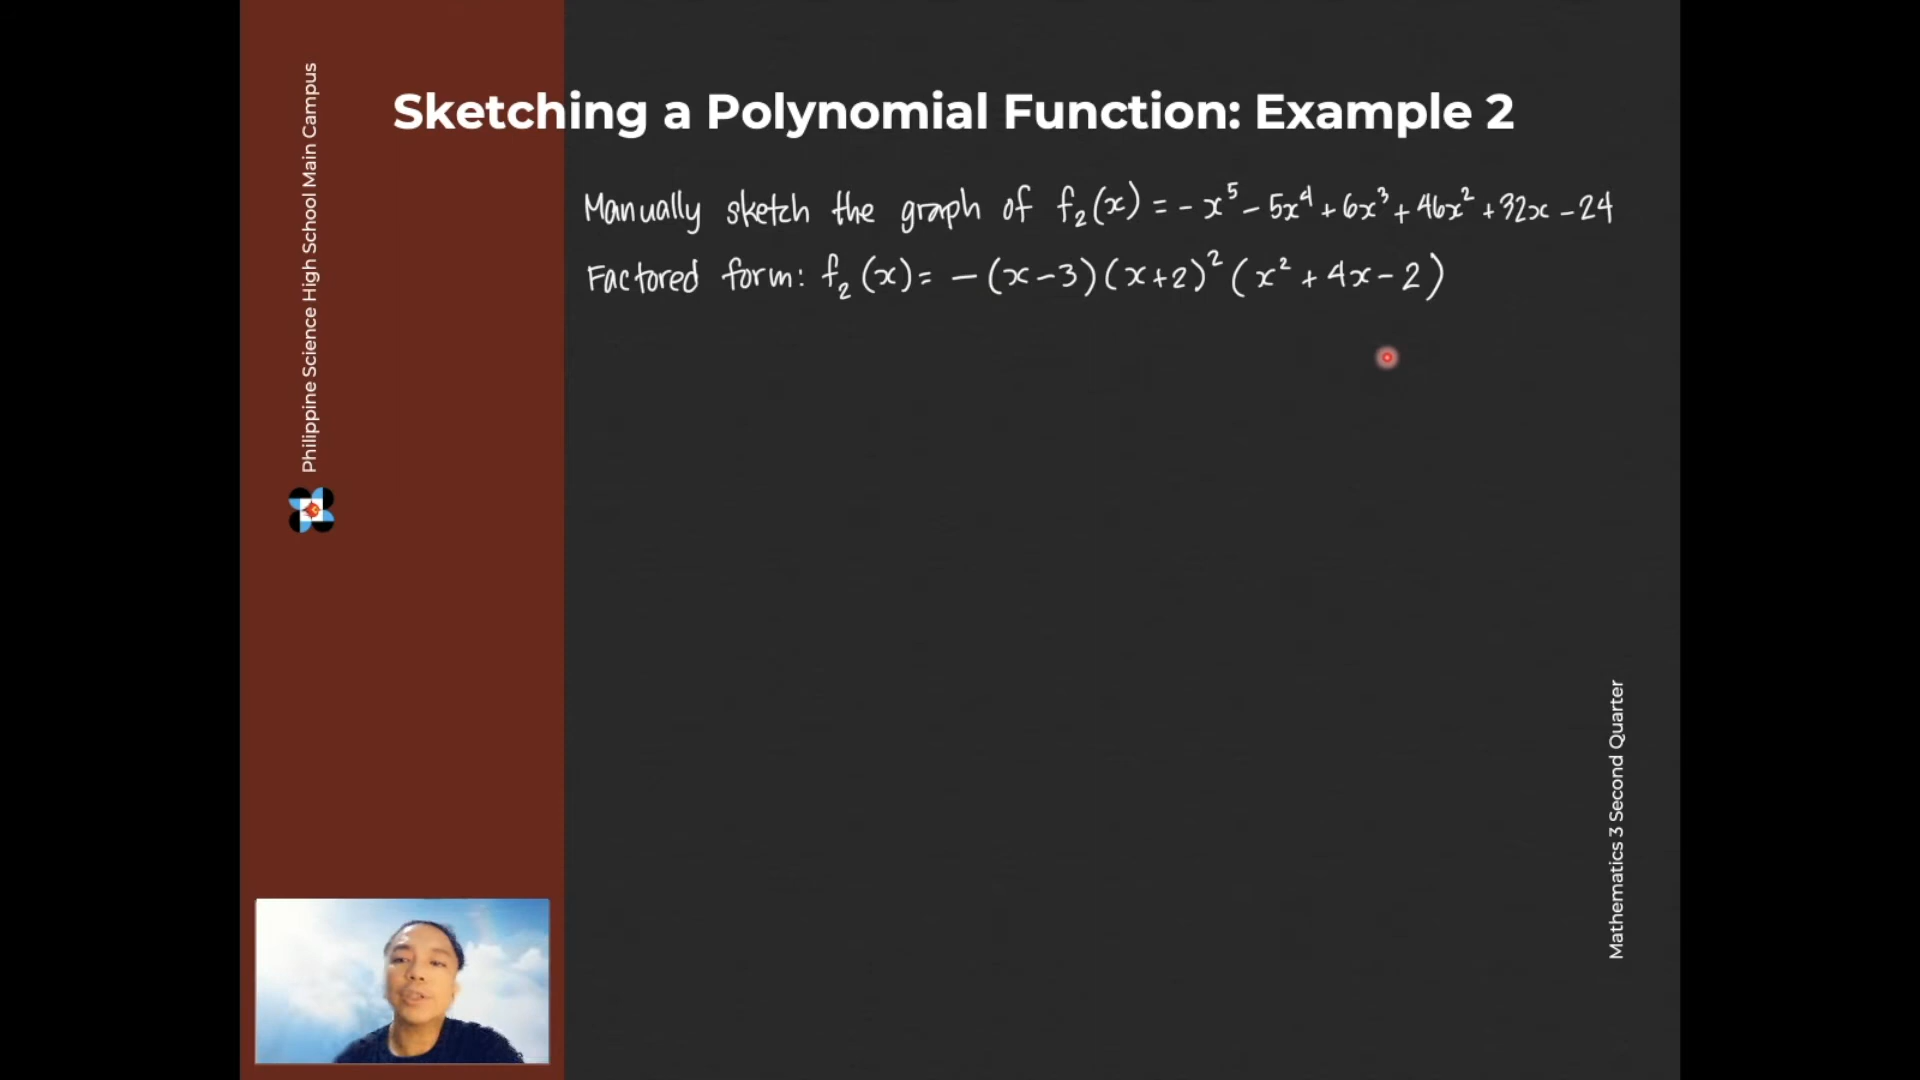 Sketching a Polynomial Function: Example 2
Manually sketch the graph of f₂(x) = -x⁵ - 5x⁴ + 6x³ + 46x² + 32x - 24
Factored form: f₂(x) = -(x-3)(x+2)²(x² + 4x - 2)
Philippine Science High School Main Campus
Mathematics 3 Second Quarter